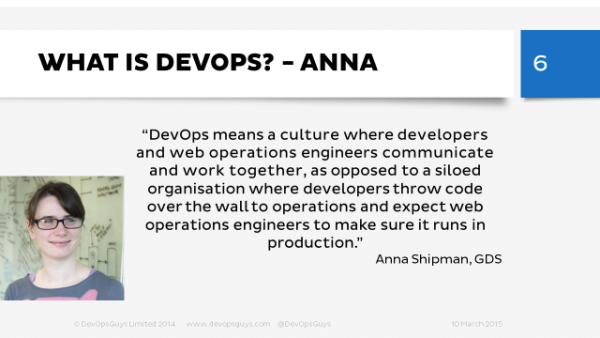 WHAT IS DEVOPS? – ANNA
6
“DevOps means a culture where developers
and web operations engineers communicate
and work together, as opposed to a siloed
organisation where developers throw code
over the wall to operations and expect web
operations engineers to make sure it runs in
production.”
Anna Shipman, GDS
© DevOpsGuys Limited 2014 www.devopsguys.com @DevOpsGuys 10 March 2015